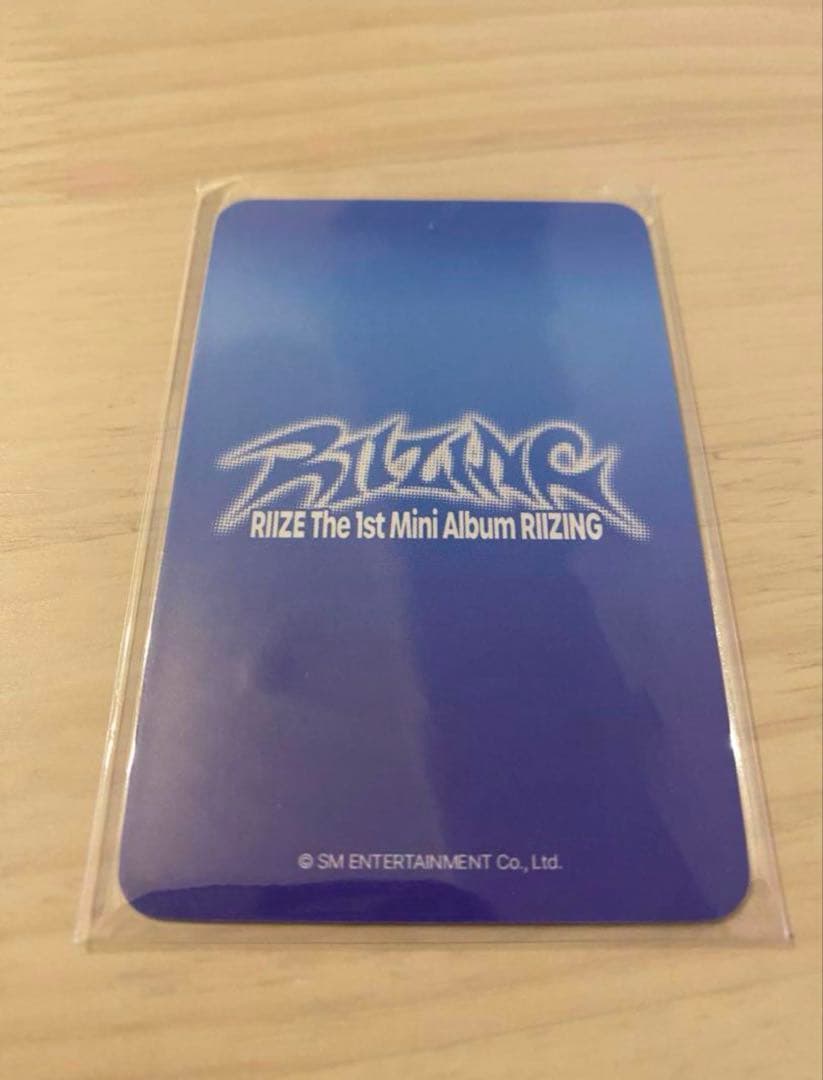 RIIZING
RIIZE The 1st Mini Album RIIZING
© SM ENTERTAINMENT Co., Ltd.